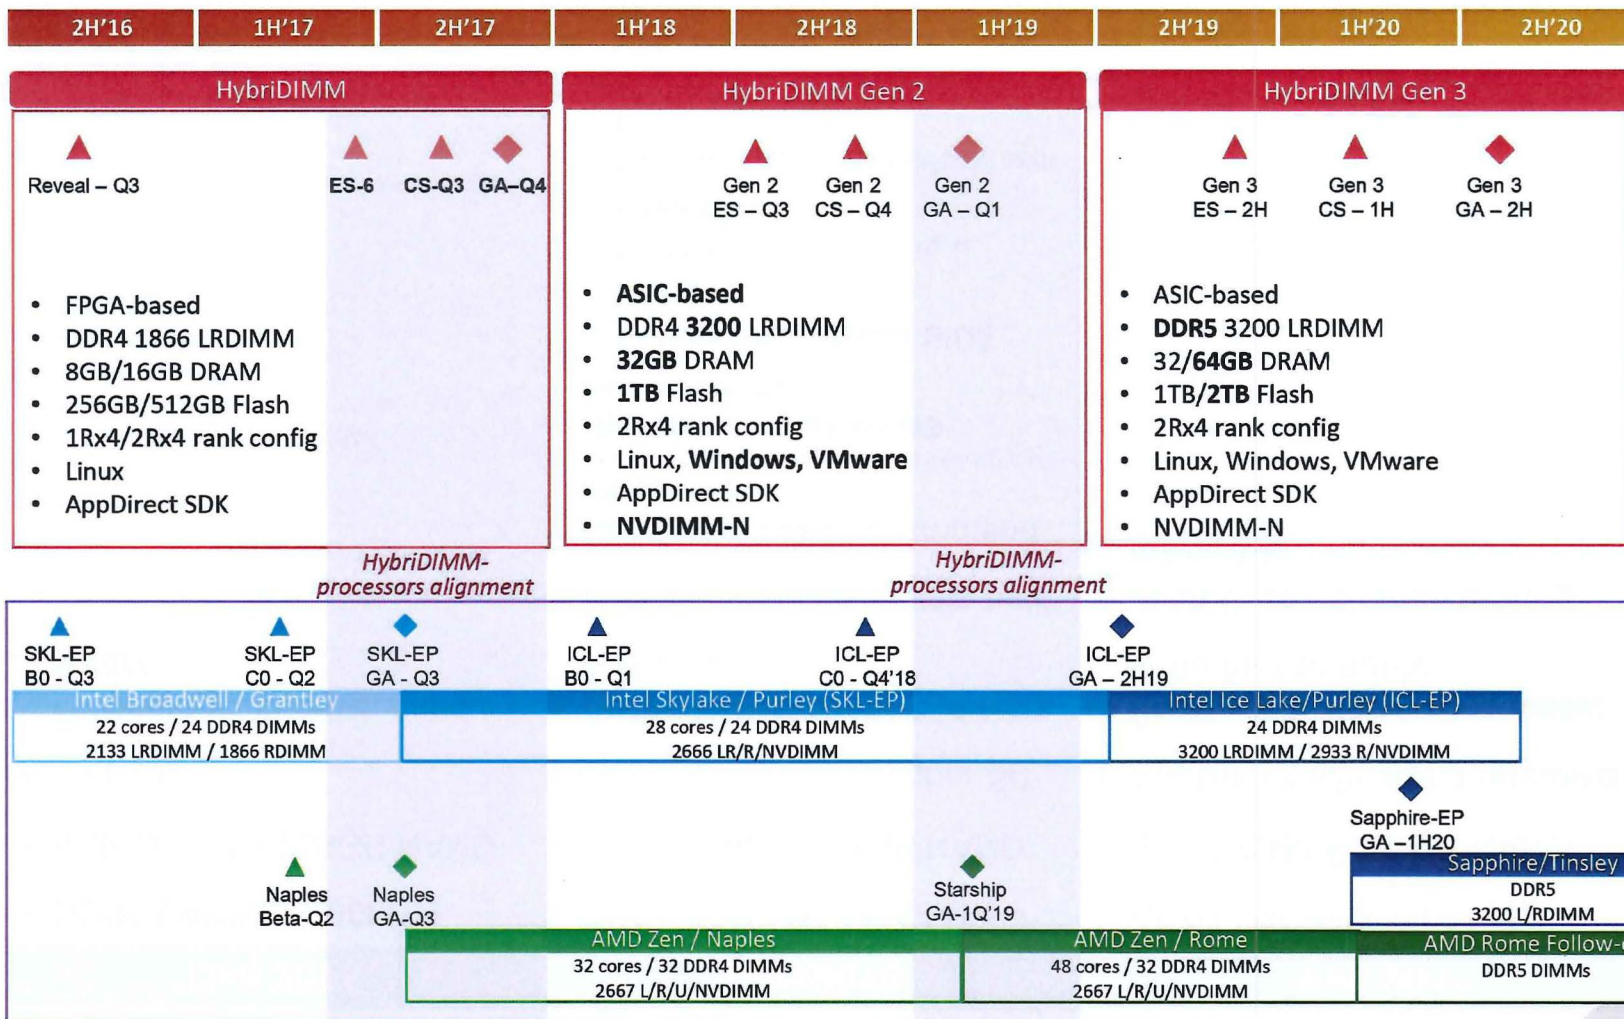 2H'16 1H'17 2H'17 1H'18 2H'18 1H'19 2H'19 1H'20 2H'20
HybriDIMM
Reveal – Q3 ES-6 CS-Q3 GA–Q4
• FPGA-based
• DDR4 1866 LRDIMM
• 8GB/16GB DRAM
• 256GB/512GB Flash
• 1Rx4/2Rx4 rank config
• Linux
• AppDirect SDK
HybriDIMM Gen 2
Gen 2 Gen 2 Gen 2
ES – Q3 CS – Q4 GA – Q1
• ASIC-based
• DDR4 3200 LRDIMM
• 32GB DRAM
• 1TB Flash
• 2Rx4 rank config
• Linux, Windows, VMware
• AppDirect SDK
• NVDIMM-N
HybriDIMM Gen 3
Gen 3 Gen 3 Gen 3
ES – 2H CS – 1H GA – 2H
• ASIC-based
• DDR5 3200 LRDIMM
• 32/64GB DRAM
• 1TB/2TB Flash
• 2Rx4 rank config
• Linux, Windows, VMware
• AppDirect SDK
• NVDIMM-N
HybriDIMM-
processors alignment
HybriDIMM-
processors alignment
SKL-EP SKL-EP SKL-EP ICL-EP ICL-EP ICL-EP
B0 - Q3 C0 - Q2 GA - Q3 B0 - Q1 C0 - Q4'18 GA – 2H19
Intel Broadwell / Grantley
22 cores / 24 DDR4 DIMMs
2133 LRDIMM / 1866 RDIMM
Intel Skylake / Purley (SKL-EP)
28 cores / 24 DDR4 DIMMs
2666 LR/R/NVDIMM
Intel Ice Lake/Purley (ICL-EP)
24 DDR4 DIMMs
3200 LRDIMM / 2933 R/NVDIMM
Sapphire-EP
GA –1H20
Sapphire/Tinsley
DDR5
3200 L/RDIMM
Naples Naples Starship
Beta-Q2 GA-Q3 GA-1Q'19
AMD Zen / Naples
32 cores / 32 DDR4 DIMMs
2667 L/R/U/NVDIMM
AMD Zen / Rome
48 cores / 32 DDR4 DIMMs
2667 L/R/U/NVDIMM
AMD Rome Follow-
DDR5 DIMMs